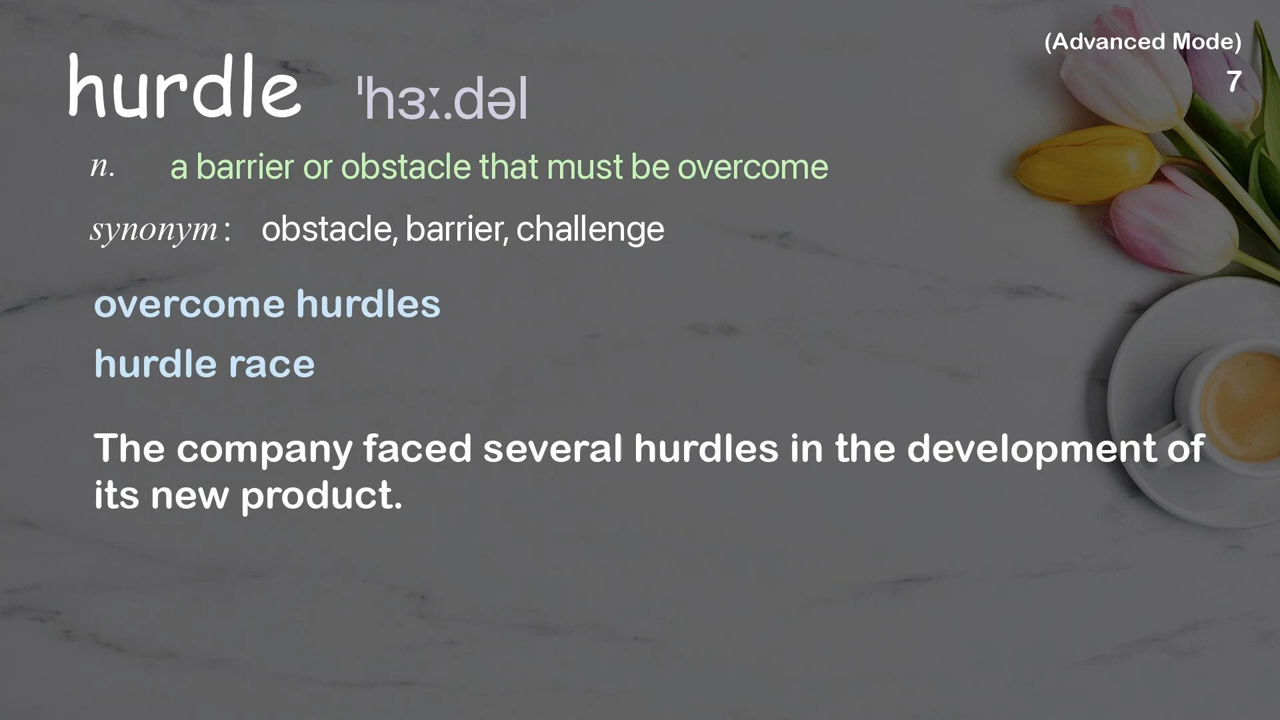 (Advanced Mode)
7
hurdle ˈhɜː.dəl
n. a barrier or obstacle that must be overcome
synonym: obstacle, barrier, challenge
overcome hurdles
hurdle race
The company faced several hurdles in the development of
its new product.